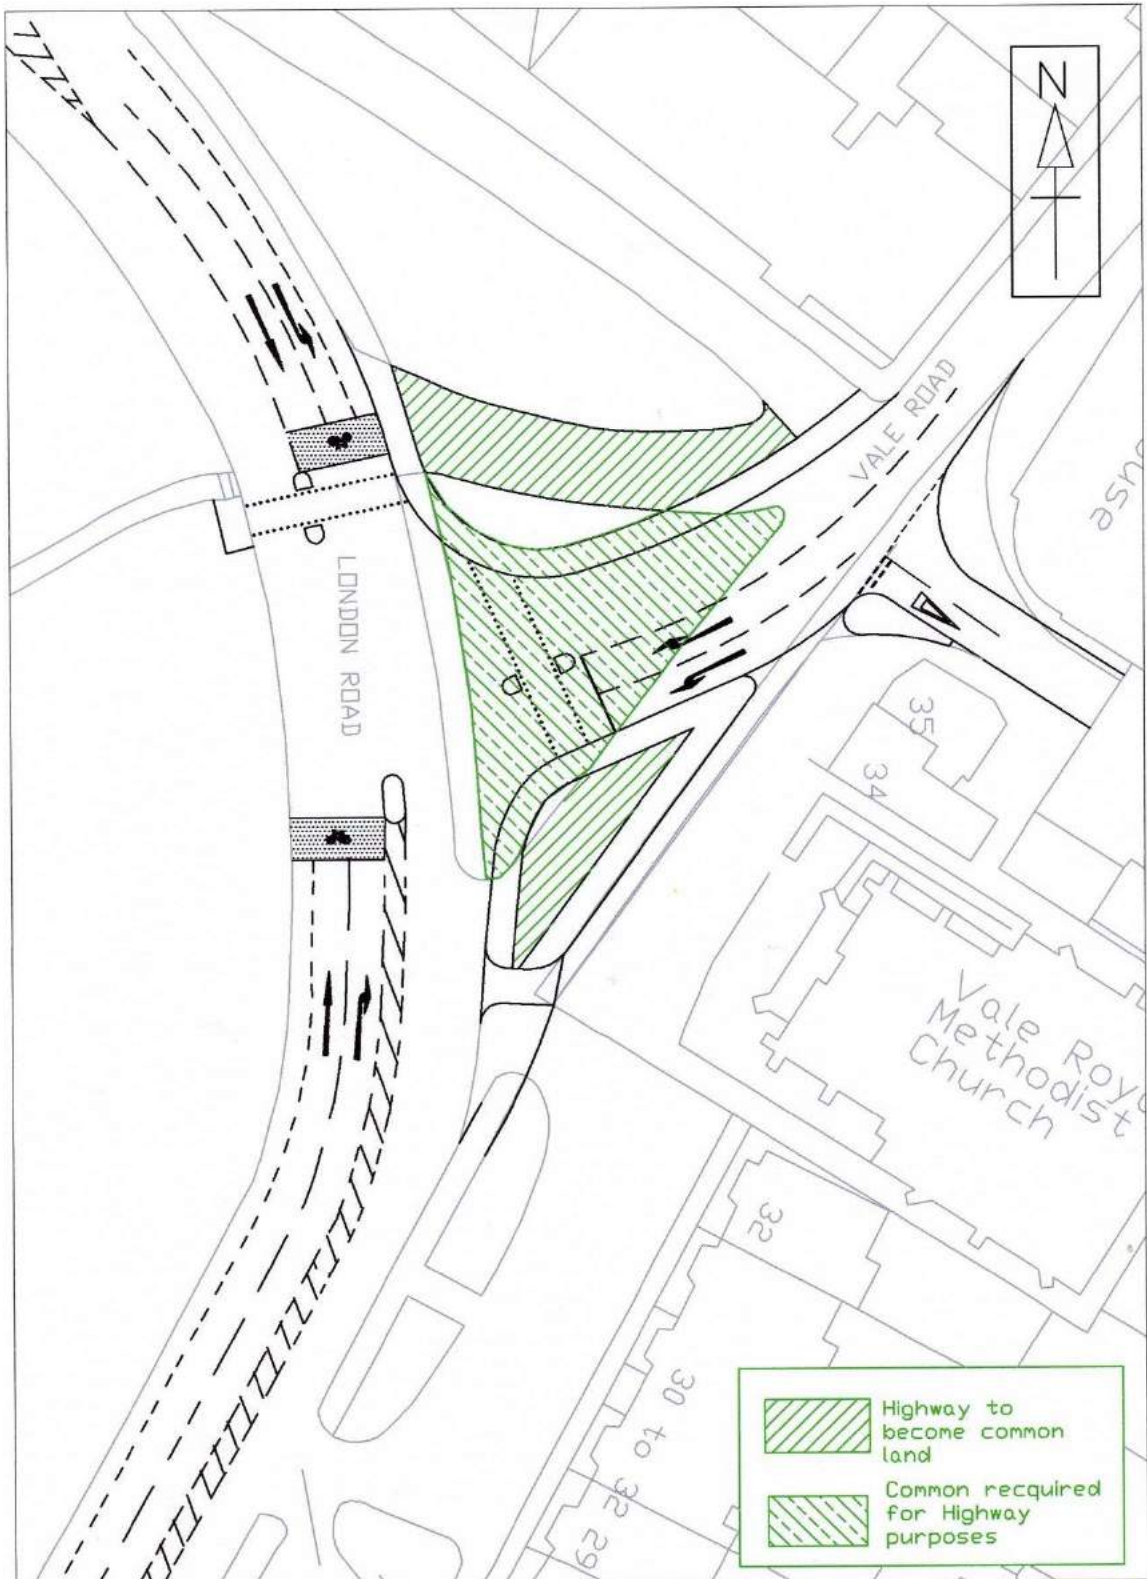 N
VALE ROAD
LONDON ROAD
35
34
Vale Roya
Methodist
Church
32
30 to 32 29
Highway to
become common
land
Common recquired
for Highway
purposes